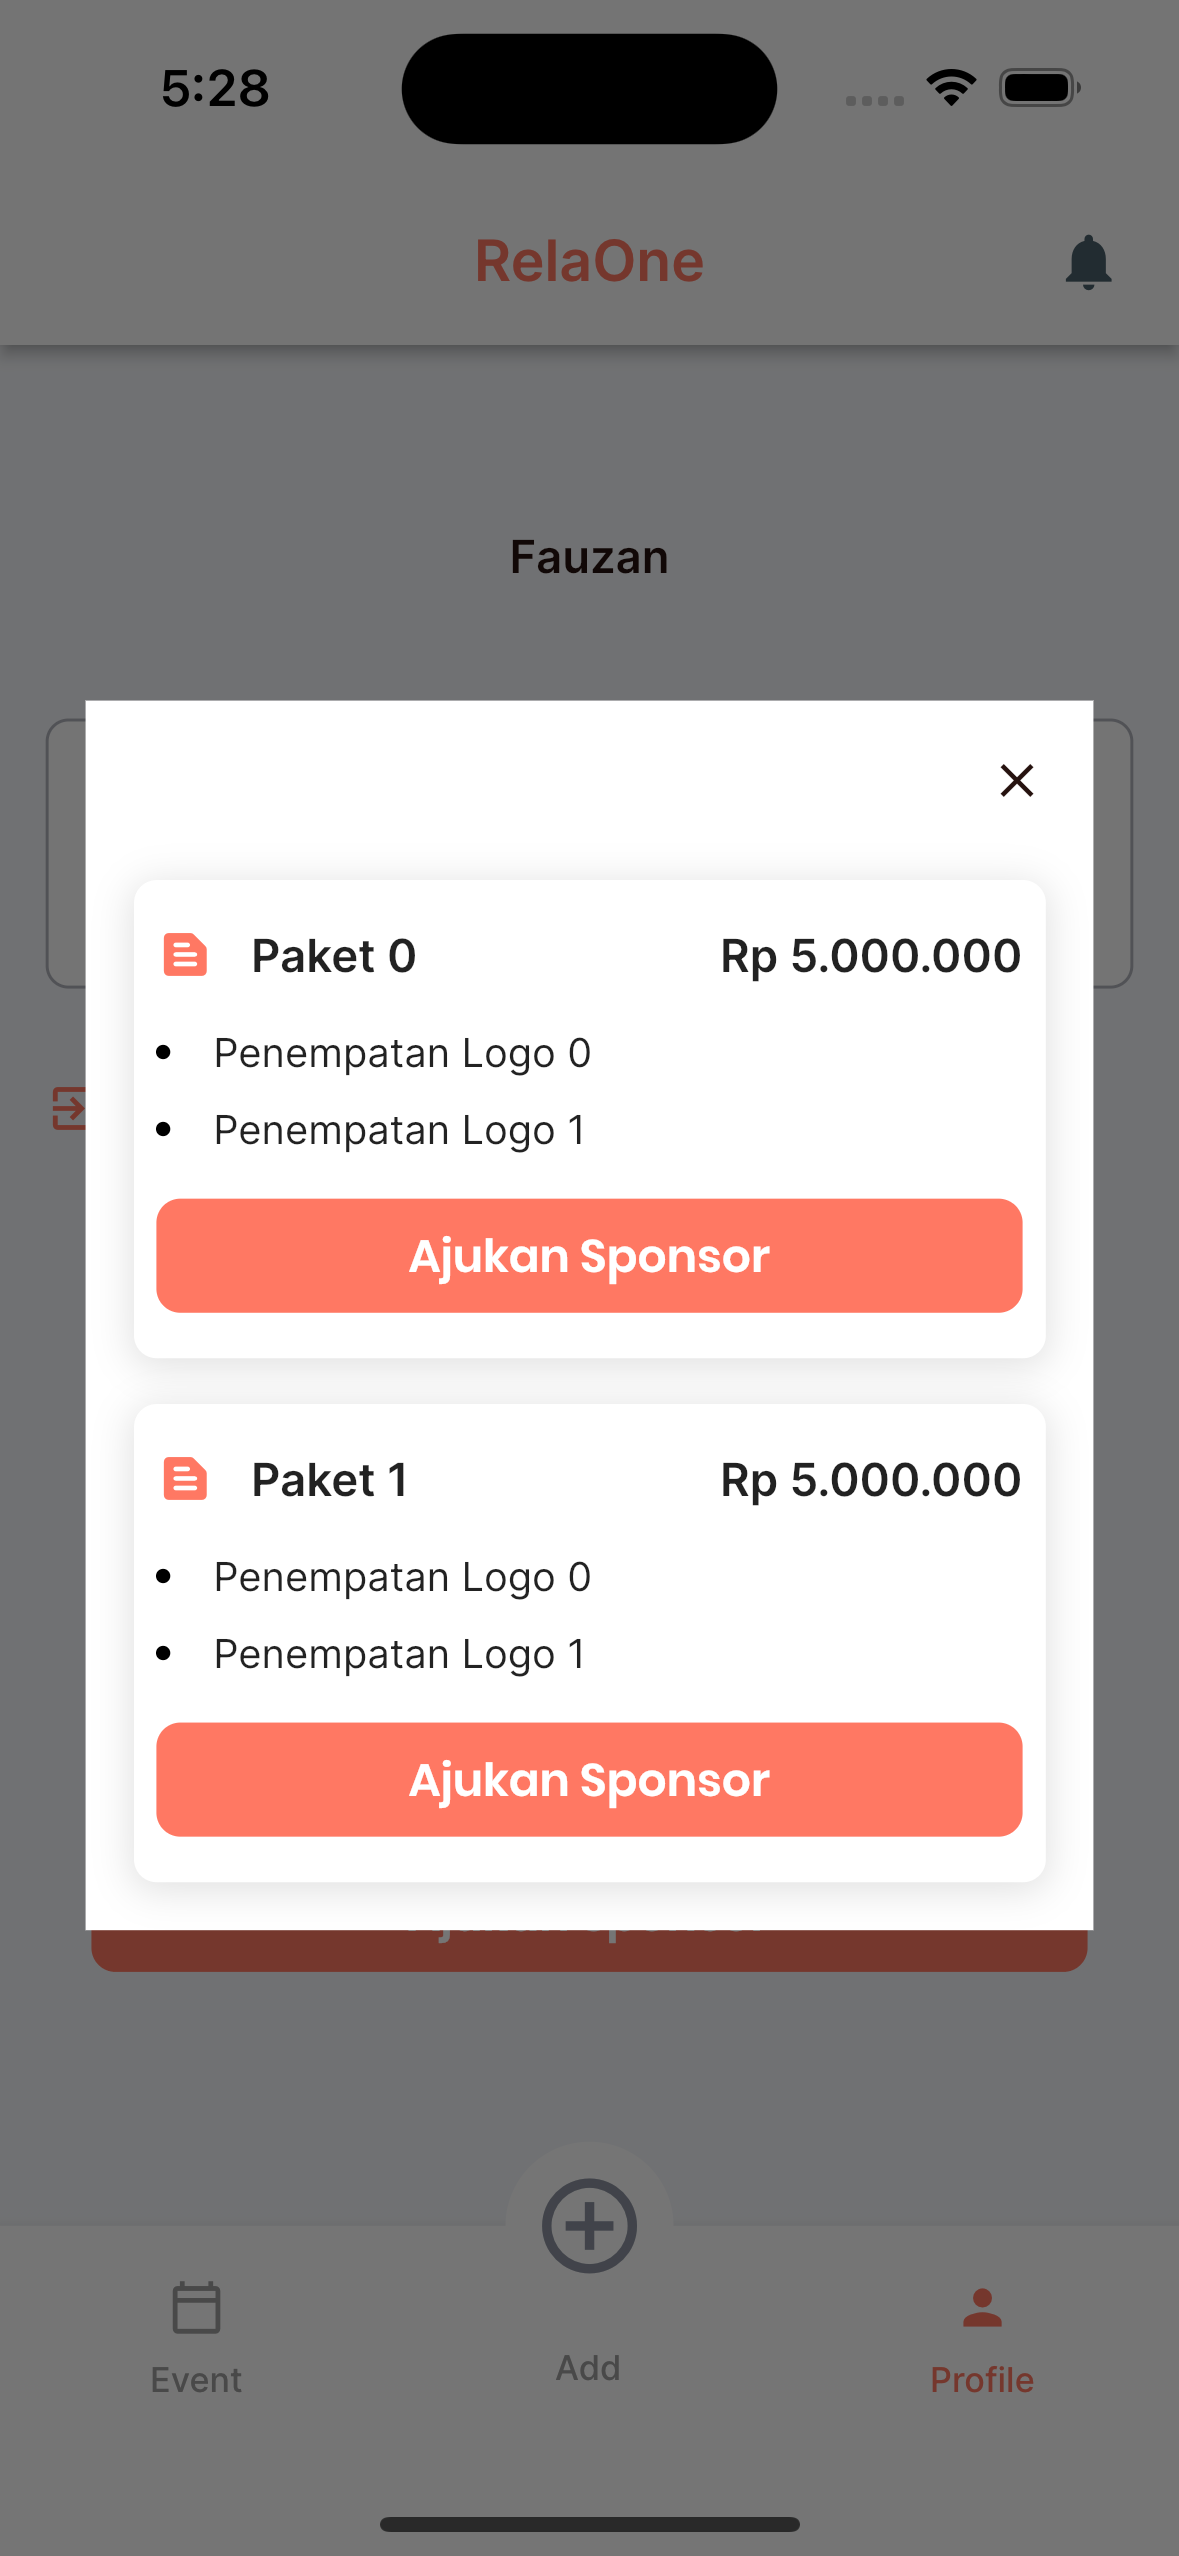 5:28
RelaOne
Fauzan
Paket 0 Rp 5.000.000
Penempatan Logo 0
Penempatan Logo 1
Ajukan Sponsor
Paket 1 Rp 5.000.000
Penempatan Logo 0
Penempatan Logo 1
Ajukan Sponsor
Event
Add
Profile